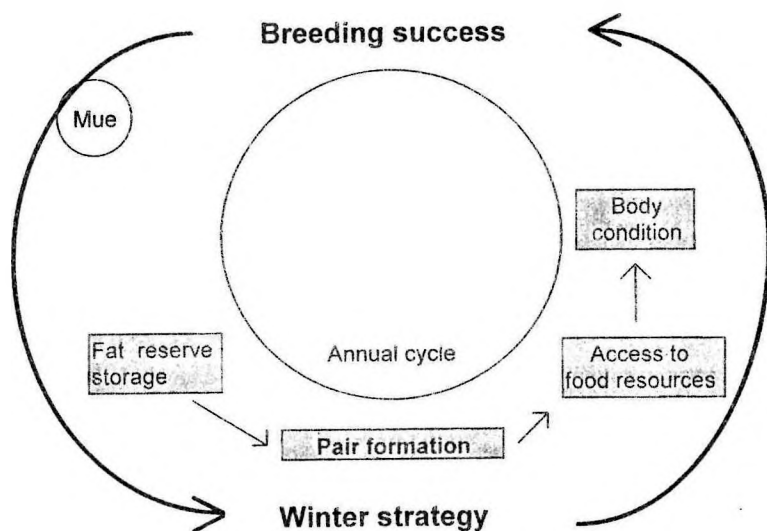 Breeding success
Mue
Body
condition
Fat reserve
storage
Annual cycle
Access to
food resources
Pair formation
Winter strategy